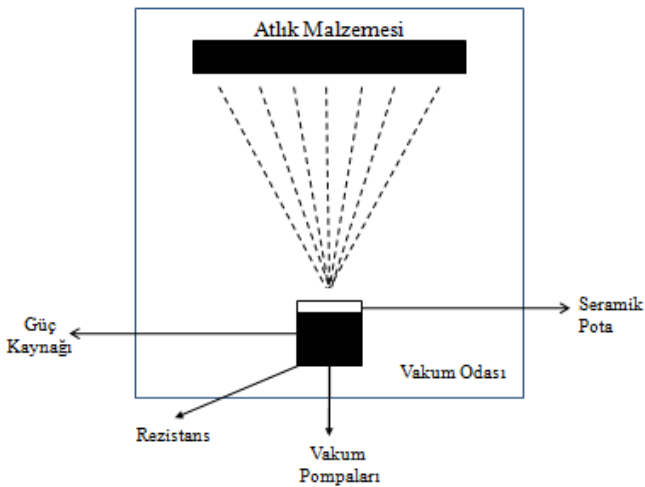 Atlık Malzemesi
Güç
Kaynağı
Seramik
Pota
Vakum Odası
Rezistans
Vakum
Pompaları